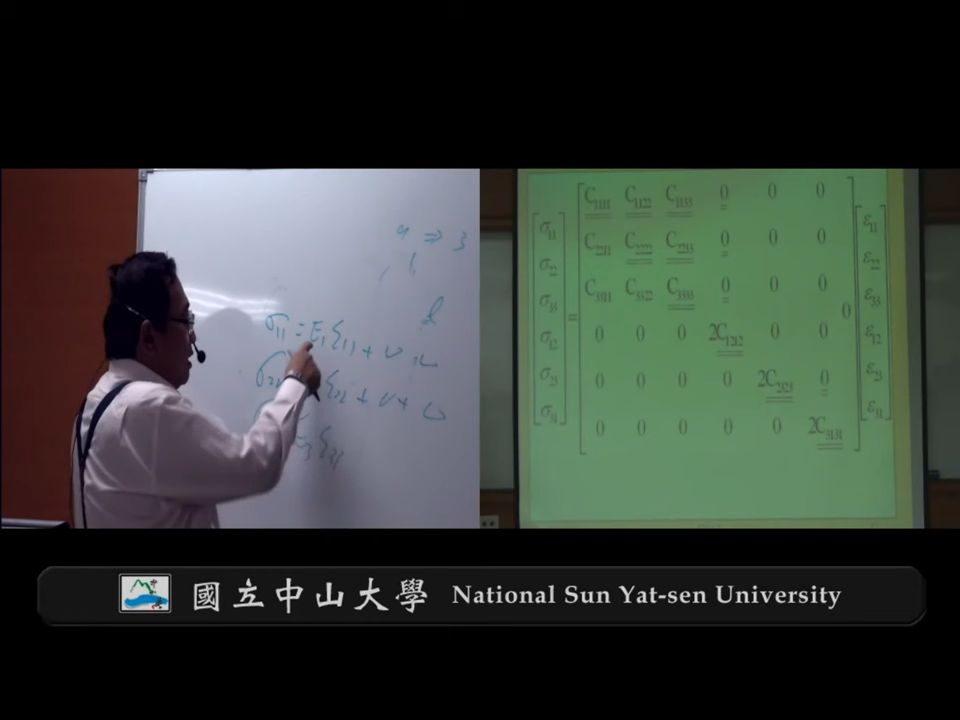 9 ⇒ 3
σ11 = E1 ε11 + ν
ε22 + ν +
C1111 C1122 C1133 0 0 0
σ11 ε11
C2211 C2222 C2233 0 0 0
σ22 ε22
C3311 C3322 C3333 0 0 0
σ33 = 0 ε33
0 0 0 2C1212 0 0
σ12 ε12
0 0 0 0 2C2323 0
σ23 ε23
0 0 0 0 0 2C3131
σ31 ε31
國立中山大學 National Sun Yat-sen University